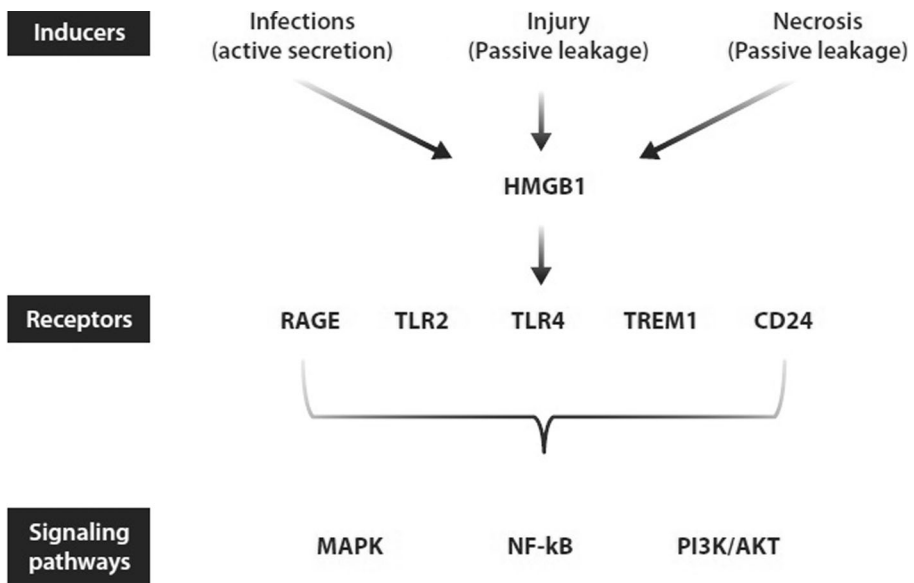 Inducers
Infections
(active secretion)
Injury
(Passive leakage)
Necrosis
(Passive leakage)
HMGB1
Receptors
RAGE TLR2 TLR4 TREM1 CD24
Signaling
pathways
MAPK NF-kB PI3K/AKT